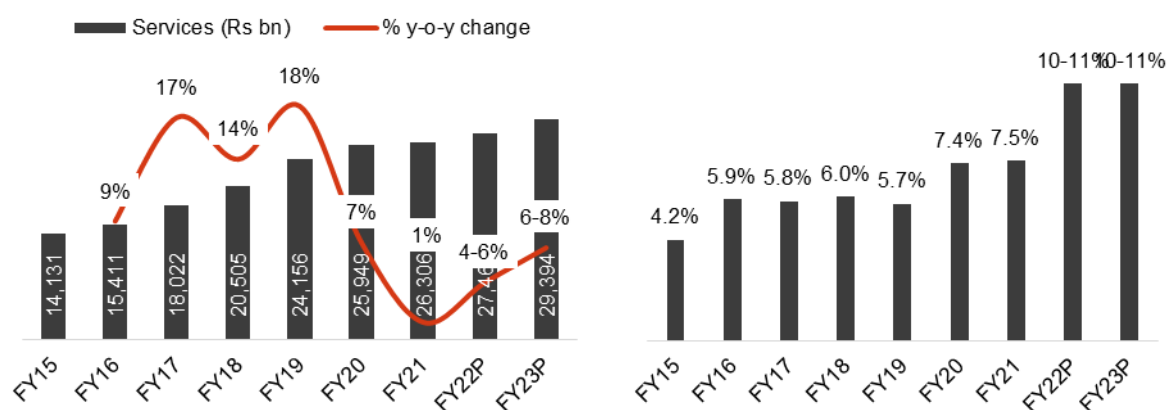 Services (Rs bn) % y-o-y change
9%
17%
14%
18%
7%
1%
4-6%
6-8%
14,131
15,411
18,022
20,505
24,156
25,949
26,306
29,394
FY15
FY16
FY17
FY18
FY19
FY20
FY21
FY22P
FY23P
4.2%
5.9%
5.8%
6.0%
5.7%
7.4%
7.5%
10-11%
10-11%
FY15
FY16
FY17
FY18
FY19
FY20
FY21
FY22P
FY23P